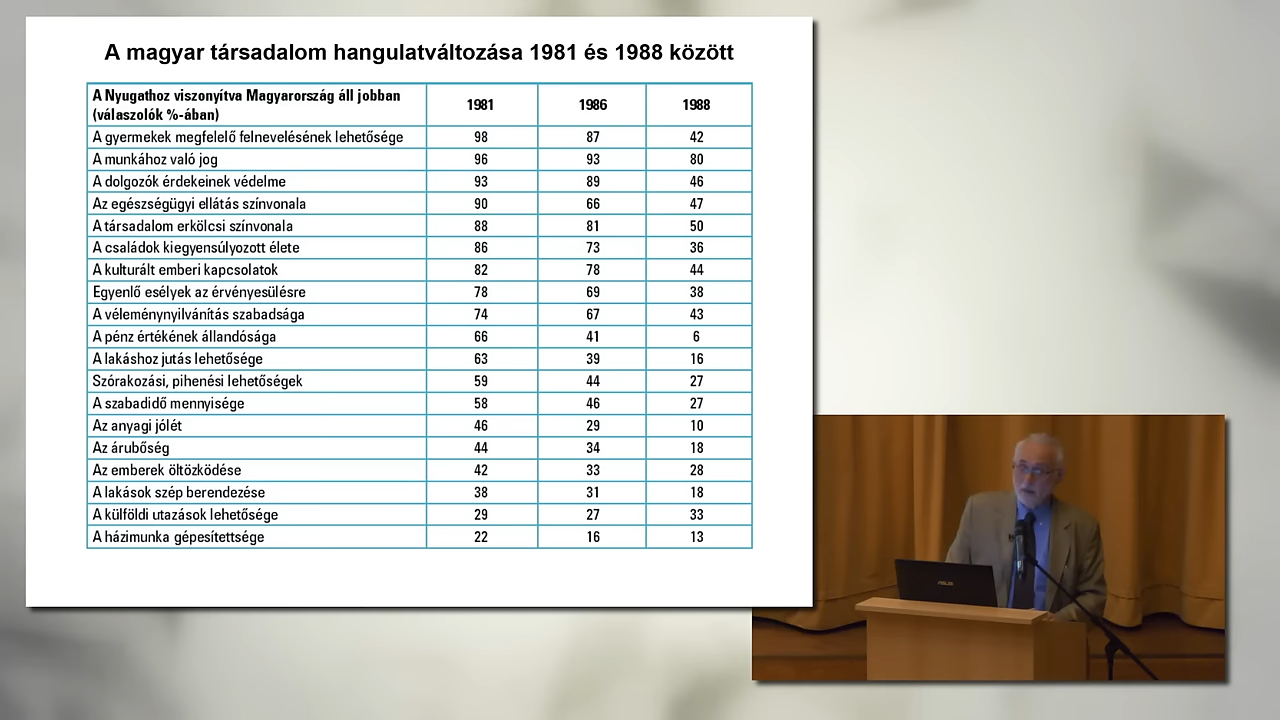 A magyar társadalom hangulatváltozása 1981 és 1988 között
A Nyugathoz viszonyítva Magyarország áll jobban
(válaszolók %-ában) 1981 1986 1988
A gyermekek megfelelő felnevelésének lehetősége 98 87 42
A munkához való jog 96 93 80
A dolgozók érdekeinek védelme 93 89 46
Az egészségügyi ellátás színvonala 90 66 47
A társadalom erkölcsi színvonala 88 81 50
A családok kiegyensúlyozott élete 86 73 36
A kulturált emberi kapcsolatok 82 78 44
Egyenlő esélyek az érvényesülésre 78 69 38
A véleménynyilvánítás szabadsága 74 67 43
A pénz értékének állandósága 66 41 6
A lakáshoz jutás lehetősége 63 39 16
Szórakozási, pihenési lehetőségek 59 44 27
A szabadidő mennyisége 58 46 27
Az anyagi jólét 46 29 10
Az árubőség 44 34 18
Az emberek öltözködése 42 33 28
A lakások szép berendezése 38 31 18
A külföldi utazások lehetősége 29 27 33
A házimunka gépesítettsége 22 16 13
ASUS